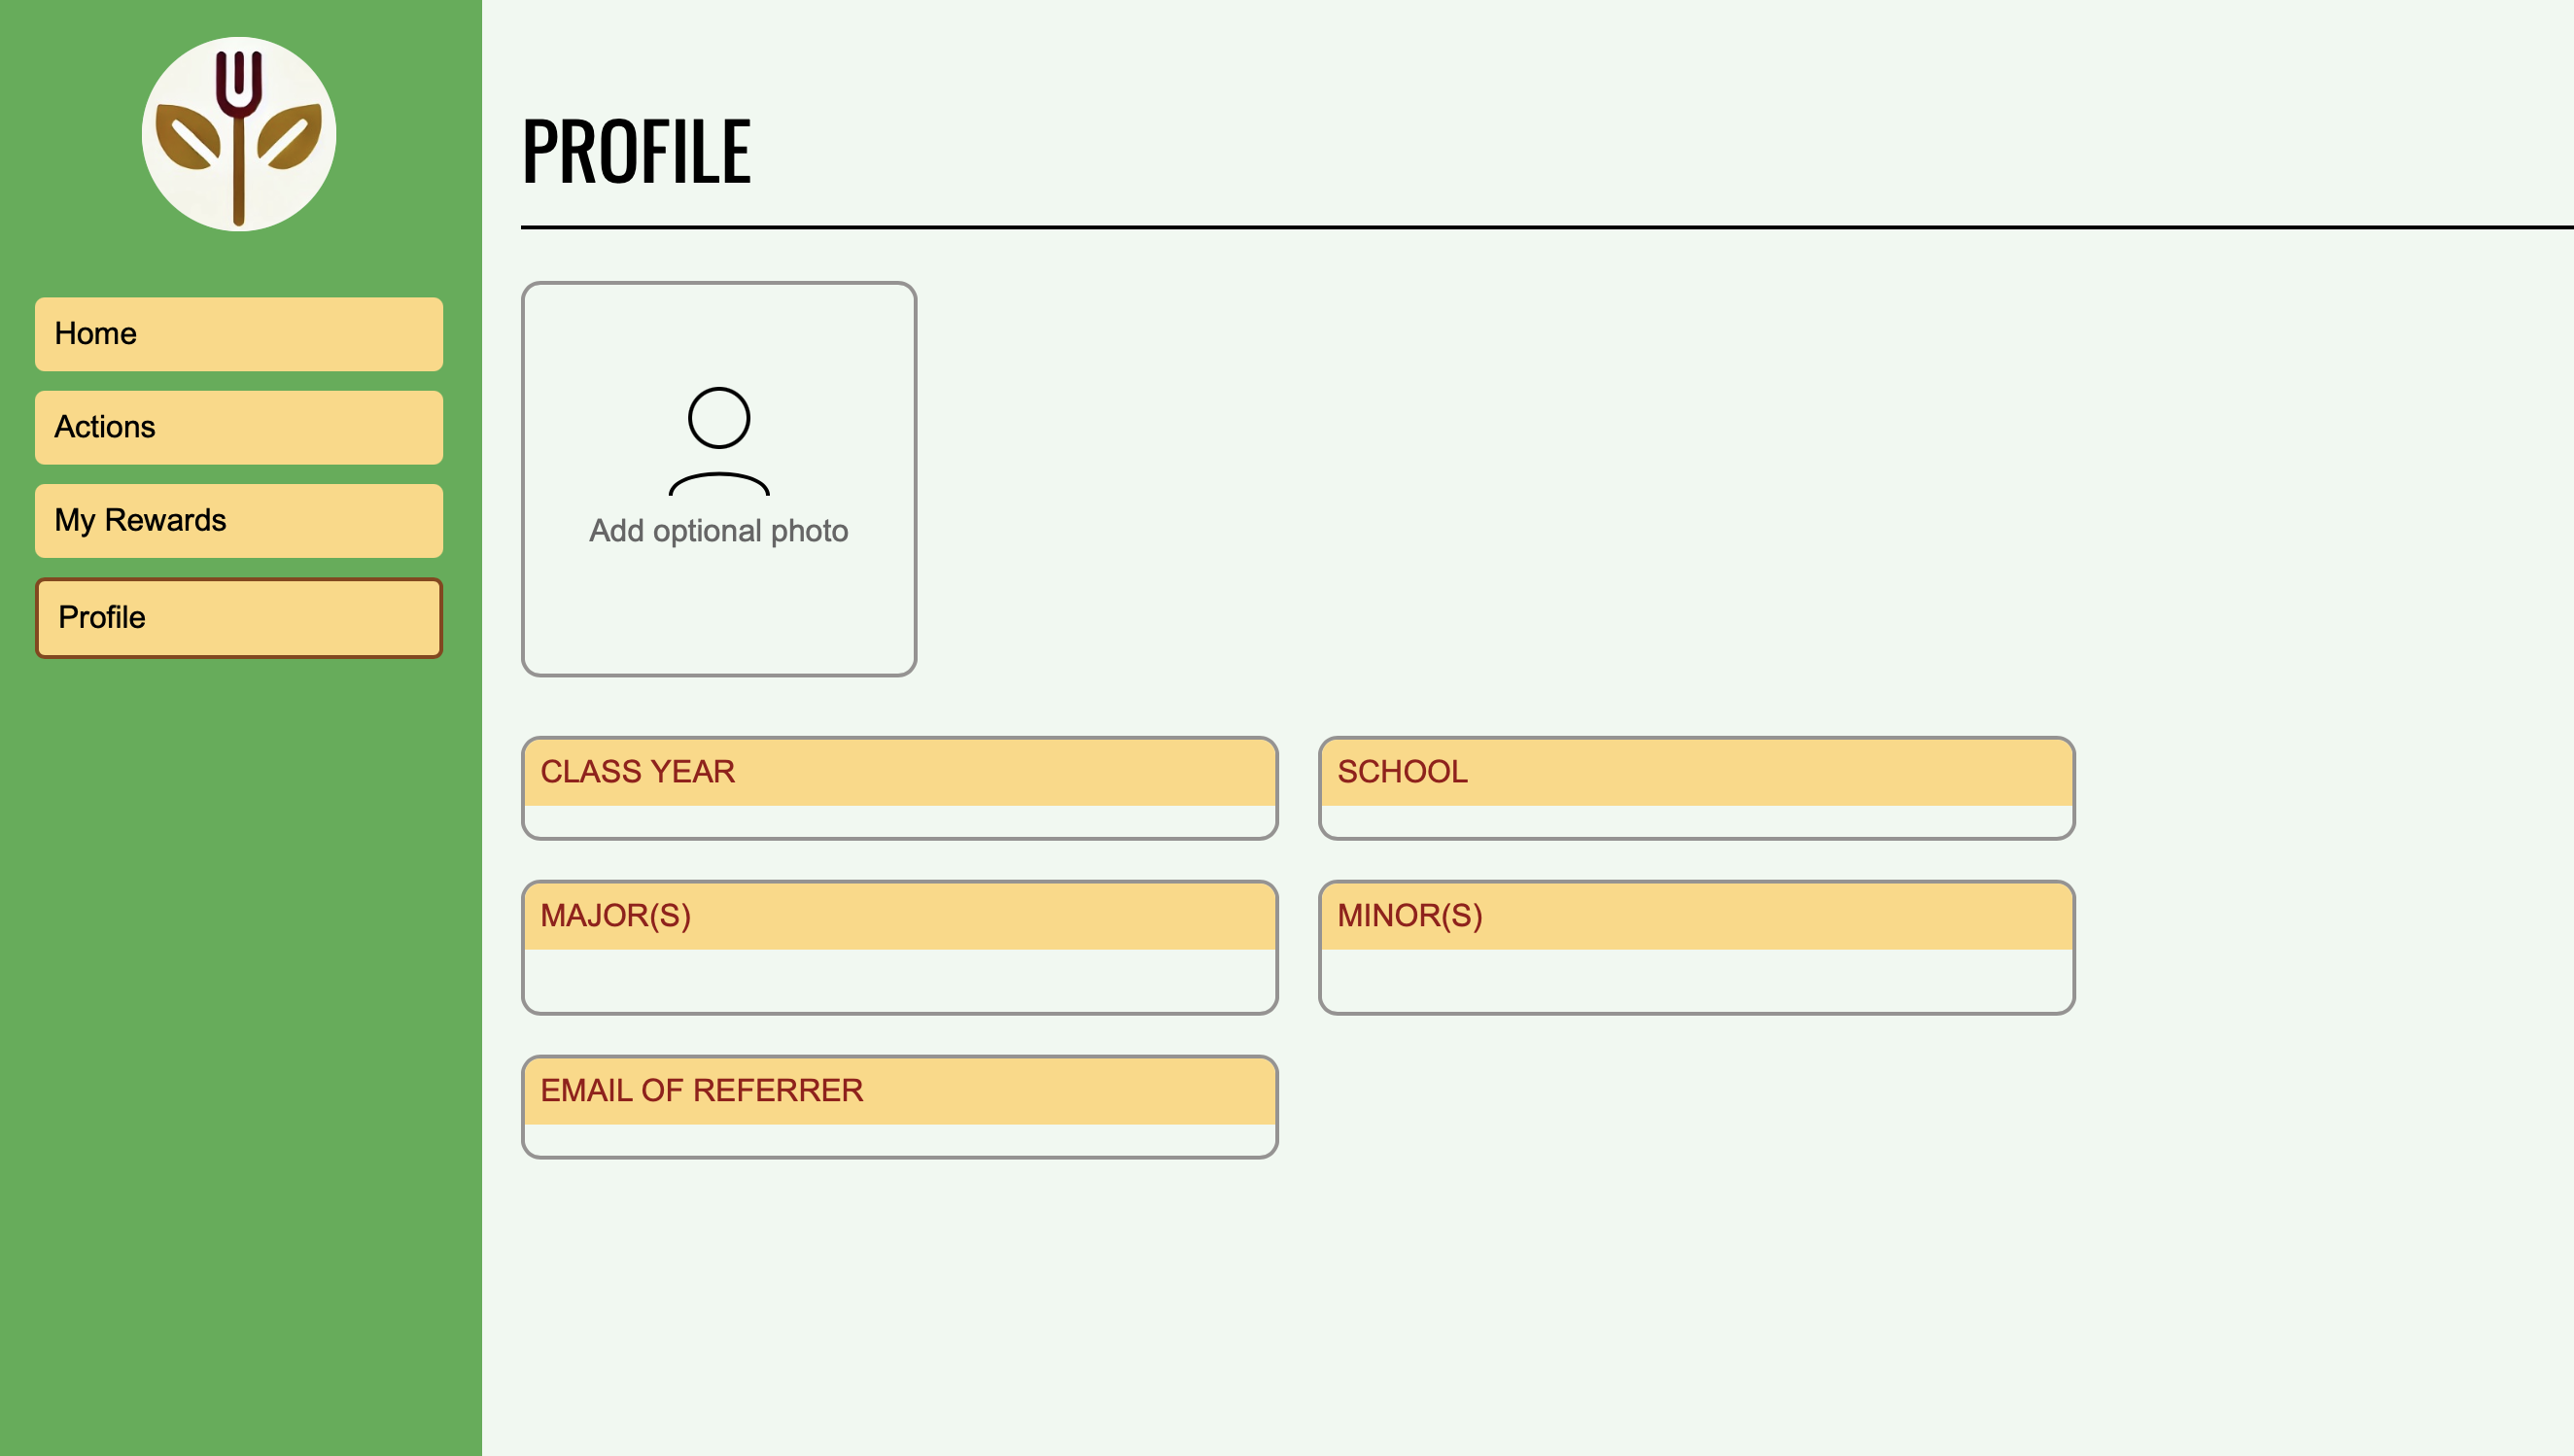 Home
Actions
My Rewards
Profile
PROFILE
Add optional photo
CLASS YEAR
SCHOOL
MAJOR(S)
MINOR(S)
EMAIL OF REFERRER